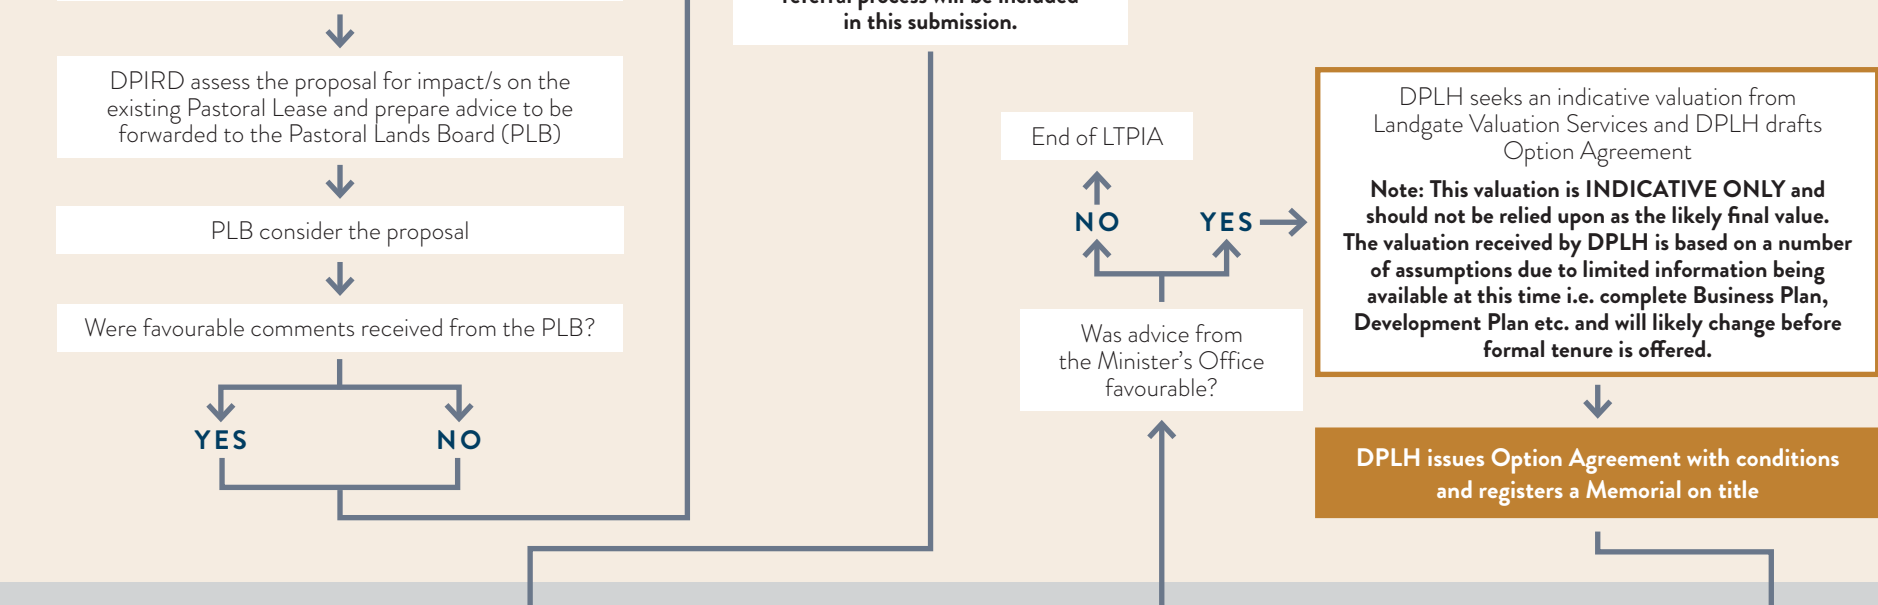 referral process will be included
in this submission.
DPIRD assess the proposal for impact/s on the
existing Pastoral Lease and prepare advice to be
forwarded to the Pastoral Lands Board (PLB)
PLB consider the proposal
Were favourable comments received from the PLB?
YES
NO
End of LTPIA
NO
YES
Was advice from
the Minister's Office
favourable?
DPLH seeks an indicative valuation from
Landgate Valuation Services and DPLH drafts
Option Agreement
Note: This valuation is INDICATIVE ONLY and
should not be relied upon as the likely final value.
The valuation received by DPLH is based on a number
of assumptions due to limited information being
available at this time i.e. complete Business Plan,
Development Plan etc. and will likely change before
formal tenure is offered.
DPLH issues Option Agreement with conditions
and registers a Memorial on title